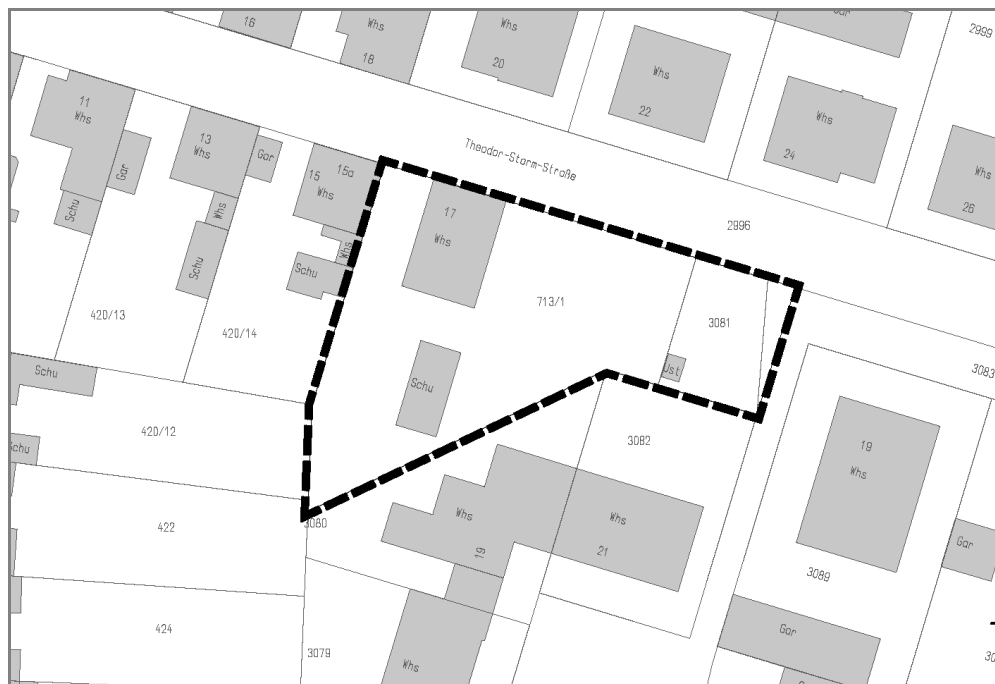 16
Whs
18
Whs
20
Gar
2999
11
Whs
Whs
22
Whs
24
Whs
26
13
Whs
Gar
Gar
15
15a
Whs
Theodor-Storm-Straße
Schu
Whs
Schu
Whs
Schu
17
Whs
2996
420/13
420/14
713/1
3081
3083
Schu
Schu
Ust
420/12
Schu
3082
19
Whs
422
3080
Whs
19
Whs
21
Gar
3089
424
3079
Whs
Gar